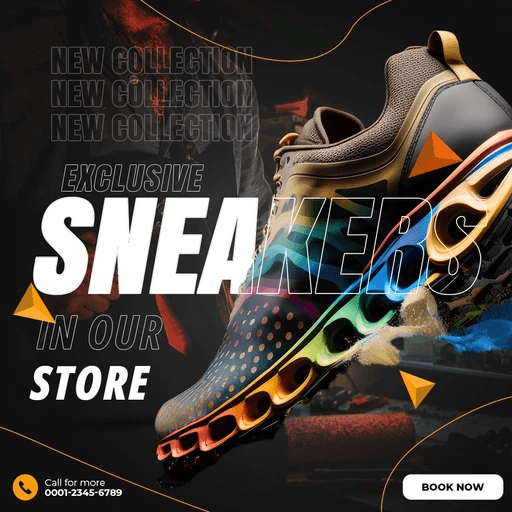 NEW COLLECTION
NEW COLLECTION
NEW COLLECTION
EXCLUSIVE
SNEAKERS
IN OUR
STORE
Call for more
0001-2345-6789
BOOK NOW